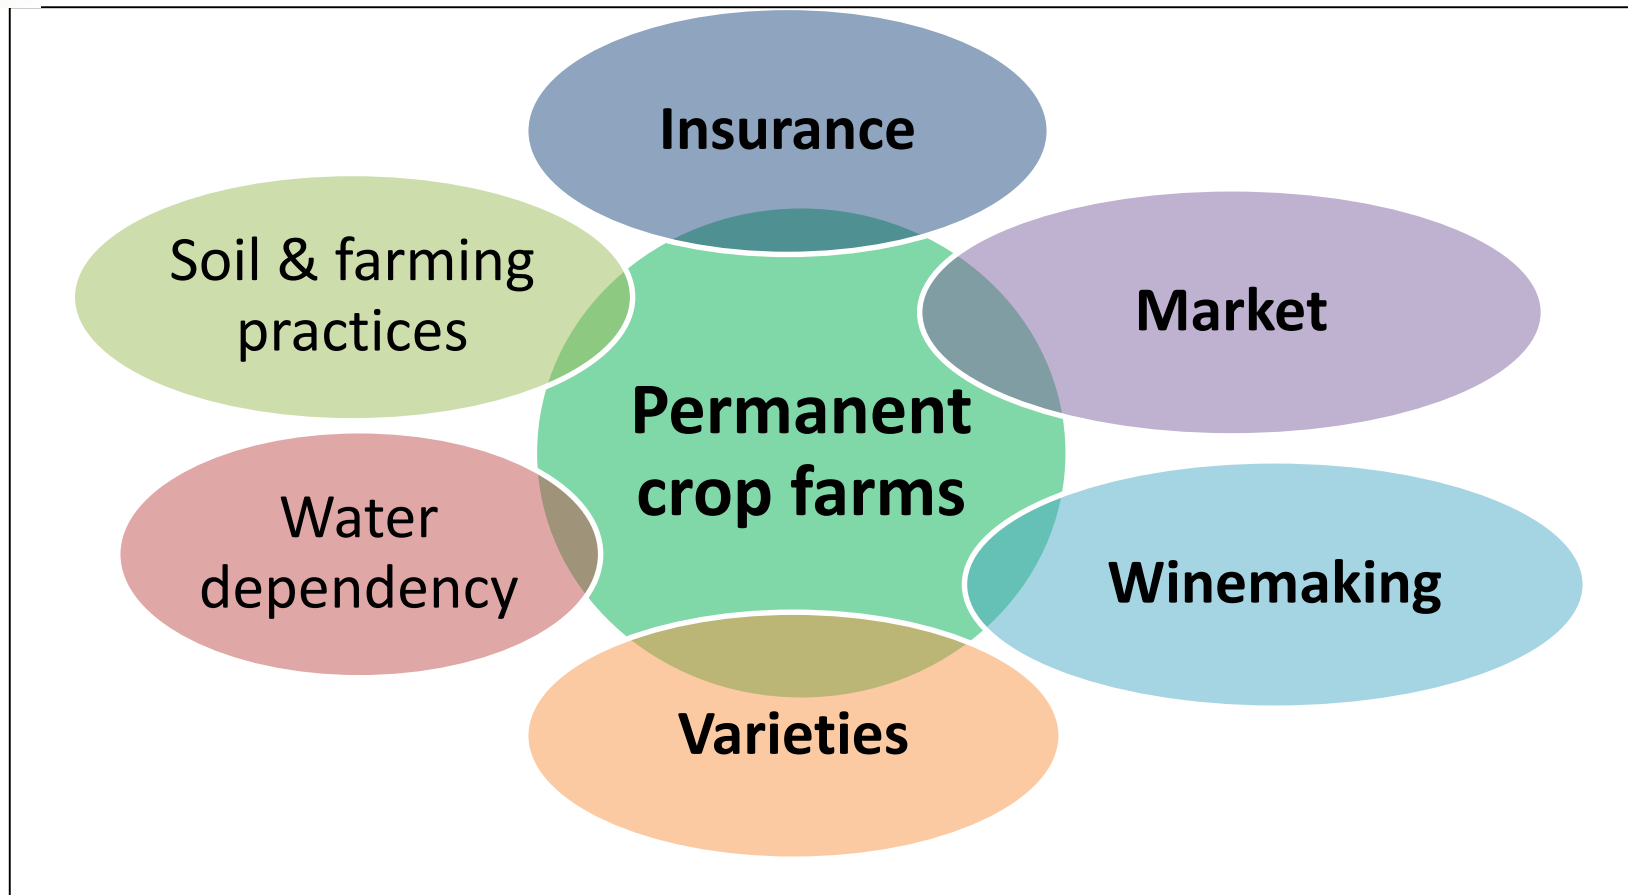 Insurance
Soil & farming
practices
Market
Permanent
crop farms
Water
dependency
Winemaking
Varieties